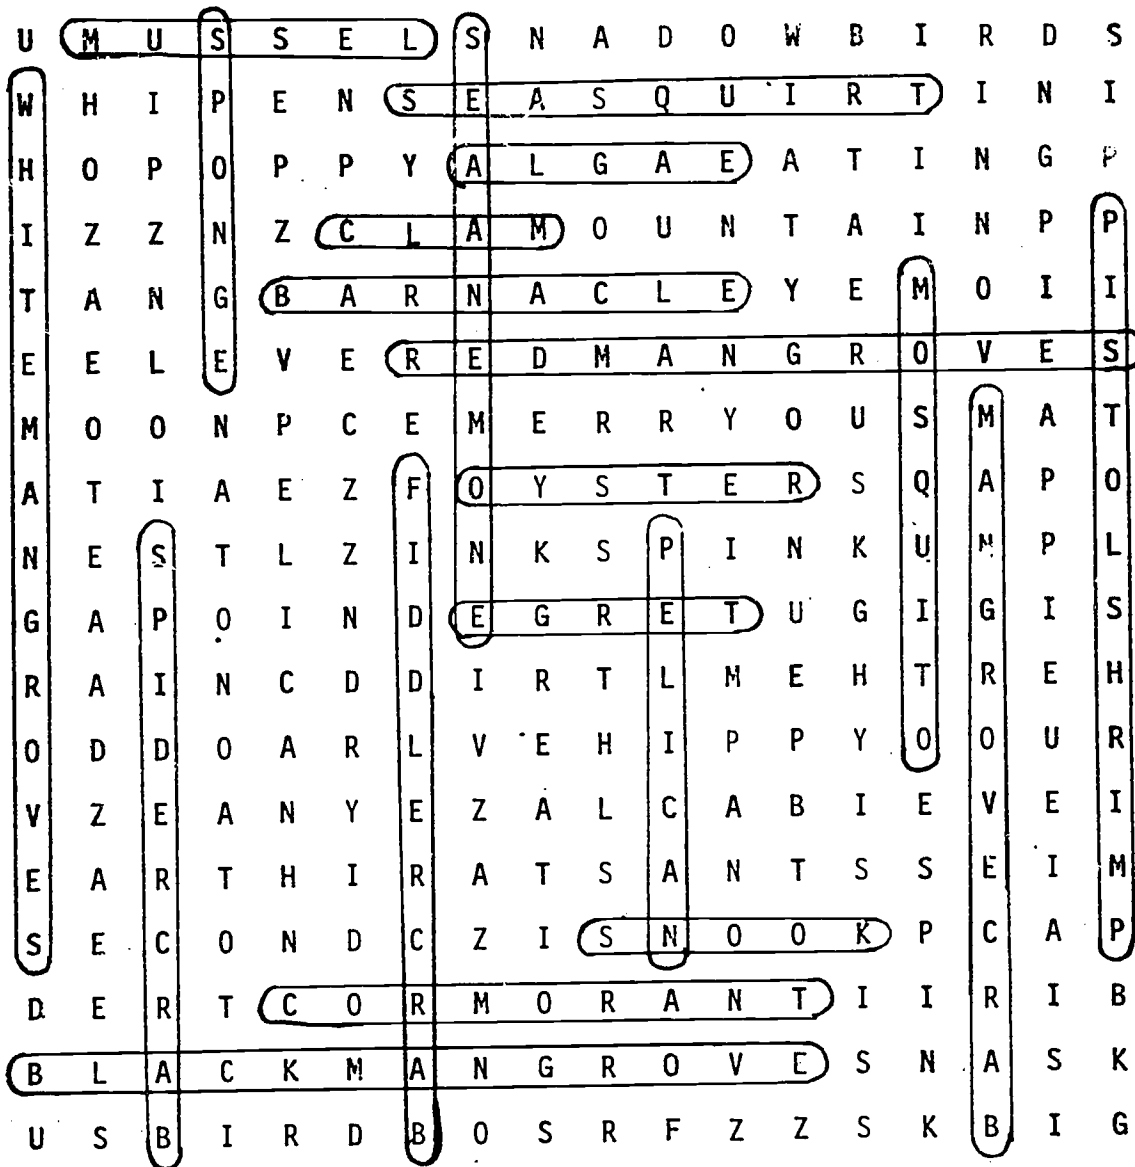 U M U S S E L S N A D O W B I R D S
W H I P E N S E A S Q U I R T I N I
H O P O P P Y A L G A E A T I N G P
I Z Z N Z C L A M O U N T A I N P P
T A N G B A R N A C L E Y E M O I I
E E L E V E R E D M A N G R O V E S
M O O N P C E M E R R Y O U S M A T
A T I A E Z F O Y S T E R S Q A P O
N E S T L Z I N K S P I N K U N P L
G A P O I N D E G R E T U G I G I S
R A I N C D D I R T L M E H T R E H
O D D O A R L V E H I P P Y O O U R
V Z E A N Y E Z A L C A B I E V E I
E A R T H I R A T S A N T S S E I M
S E C O N D C Z I S N O O K P C A P
D E R T C O R M O R A N T I I R I B
B L A C K M A N G R O V E S N A S K
U S B I R D B O S R F Z Z S K B I G